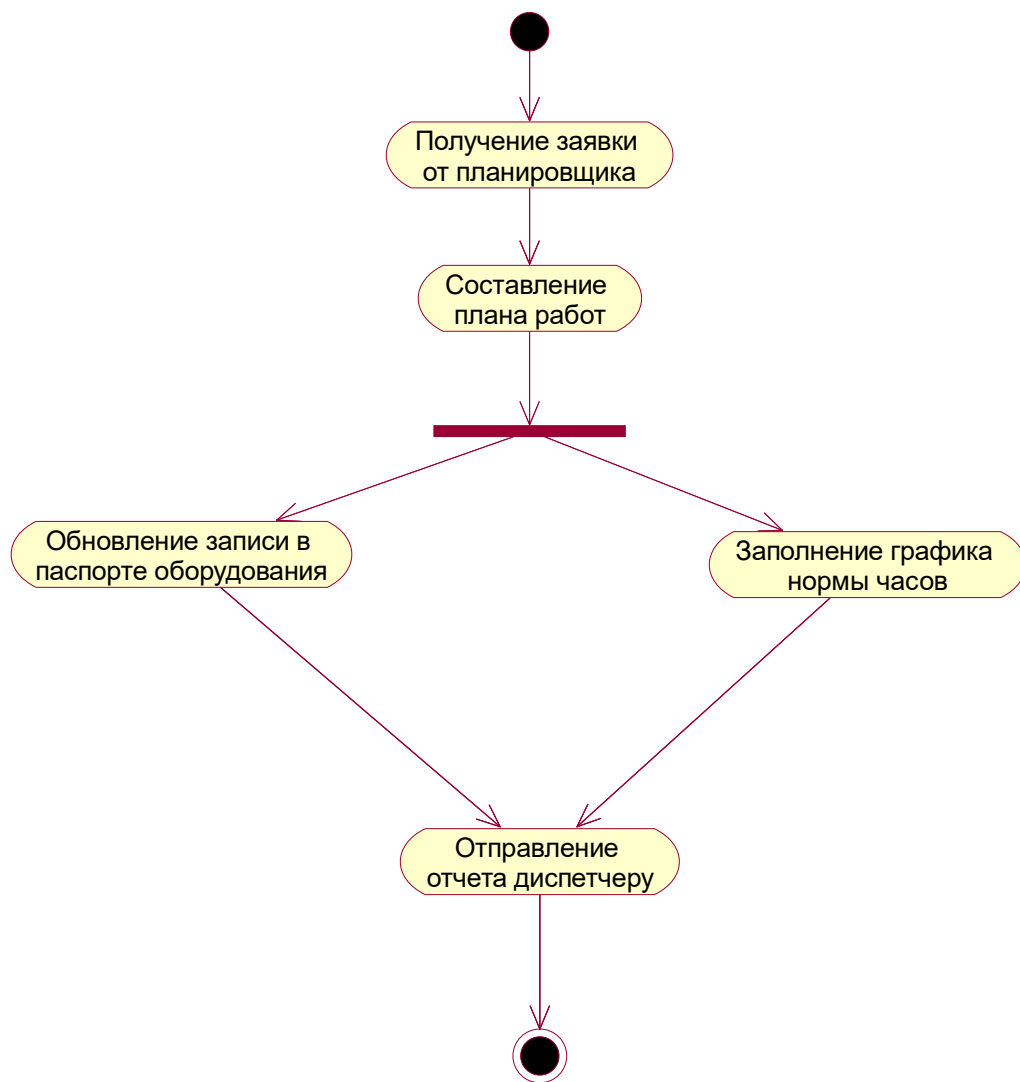 Получение заявки
от планировщика
Составление
плана работ
Обновление записи в
паспорте оборудования
Заполнение графика
нормы часов
Отправление
отчета диспетчеру